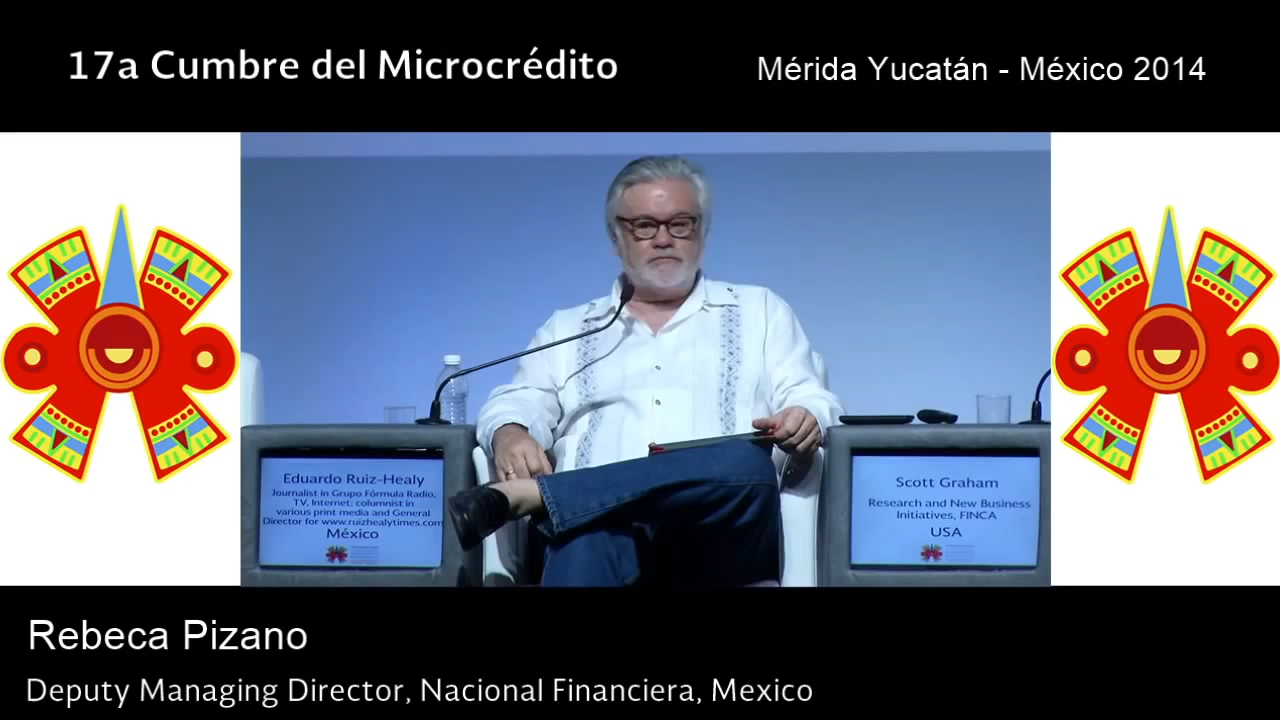 17a Cumbre del Microcrédito
Mérida Yucatán - México 2014
Eduardo Ruiz-Healy
Journalist in Grupo Fórmula Radio,
TV, Internet; columnist in
various print media and General
Director for www.ruizhealytimes.com
México
Scott Graham
Research and New Business
Initiatives, FINCA
USA
Rebeca Pizano
Deputy Managing Director, Nacional Financiera, Mexico